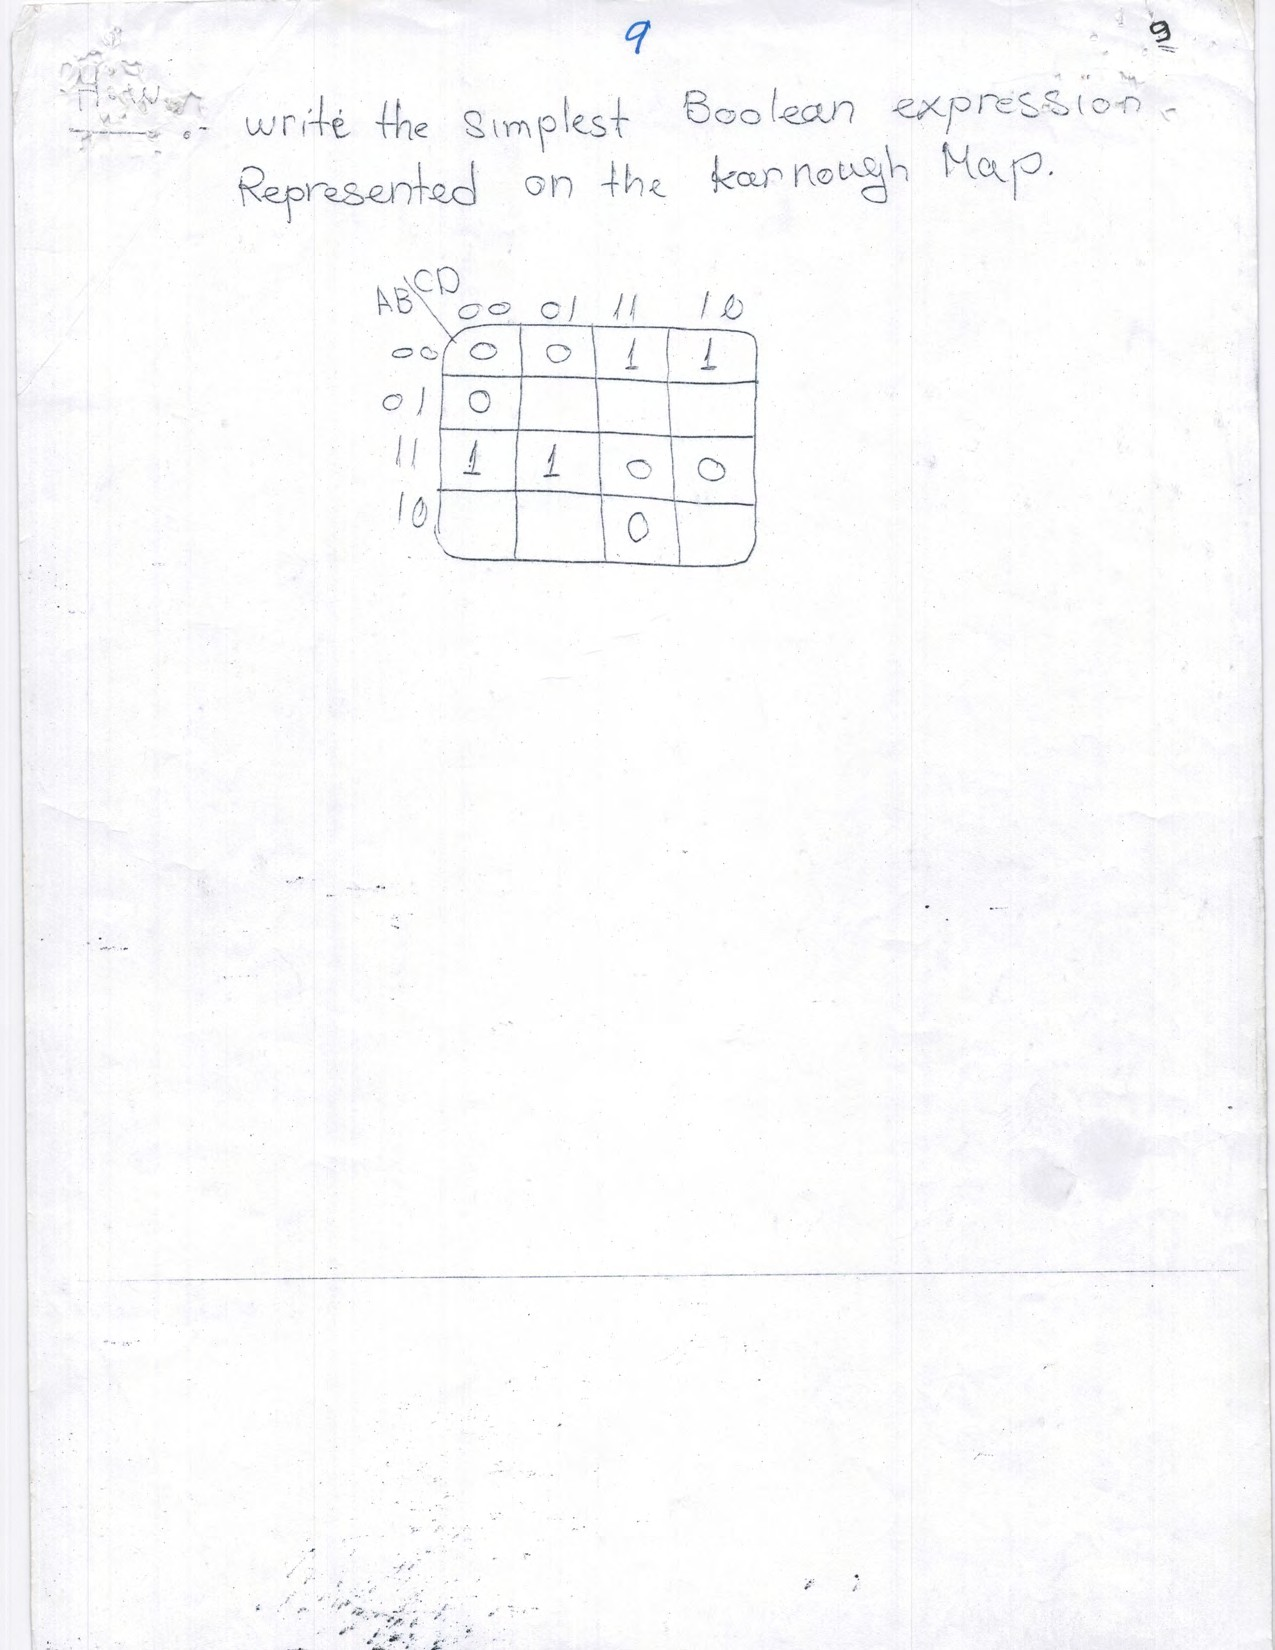 9
9
H.W :-
write the simplest Boolean expression
Represented on the karnough Map.
AB\CD 00 01 11 10
00 0 0 1 1
01 0
11 1 1 0 0
10 0